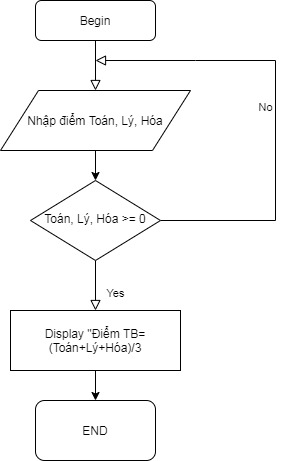 Begin
No
Nhập điểm Toán, Lý, Hóa
Toán, Lý, Hóa >= 0
Yes
Display "Điểm TB=
(Toán+Lý+Hóa)/3
END